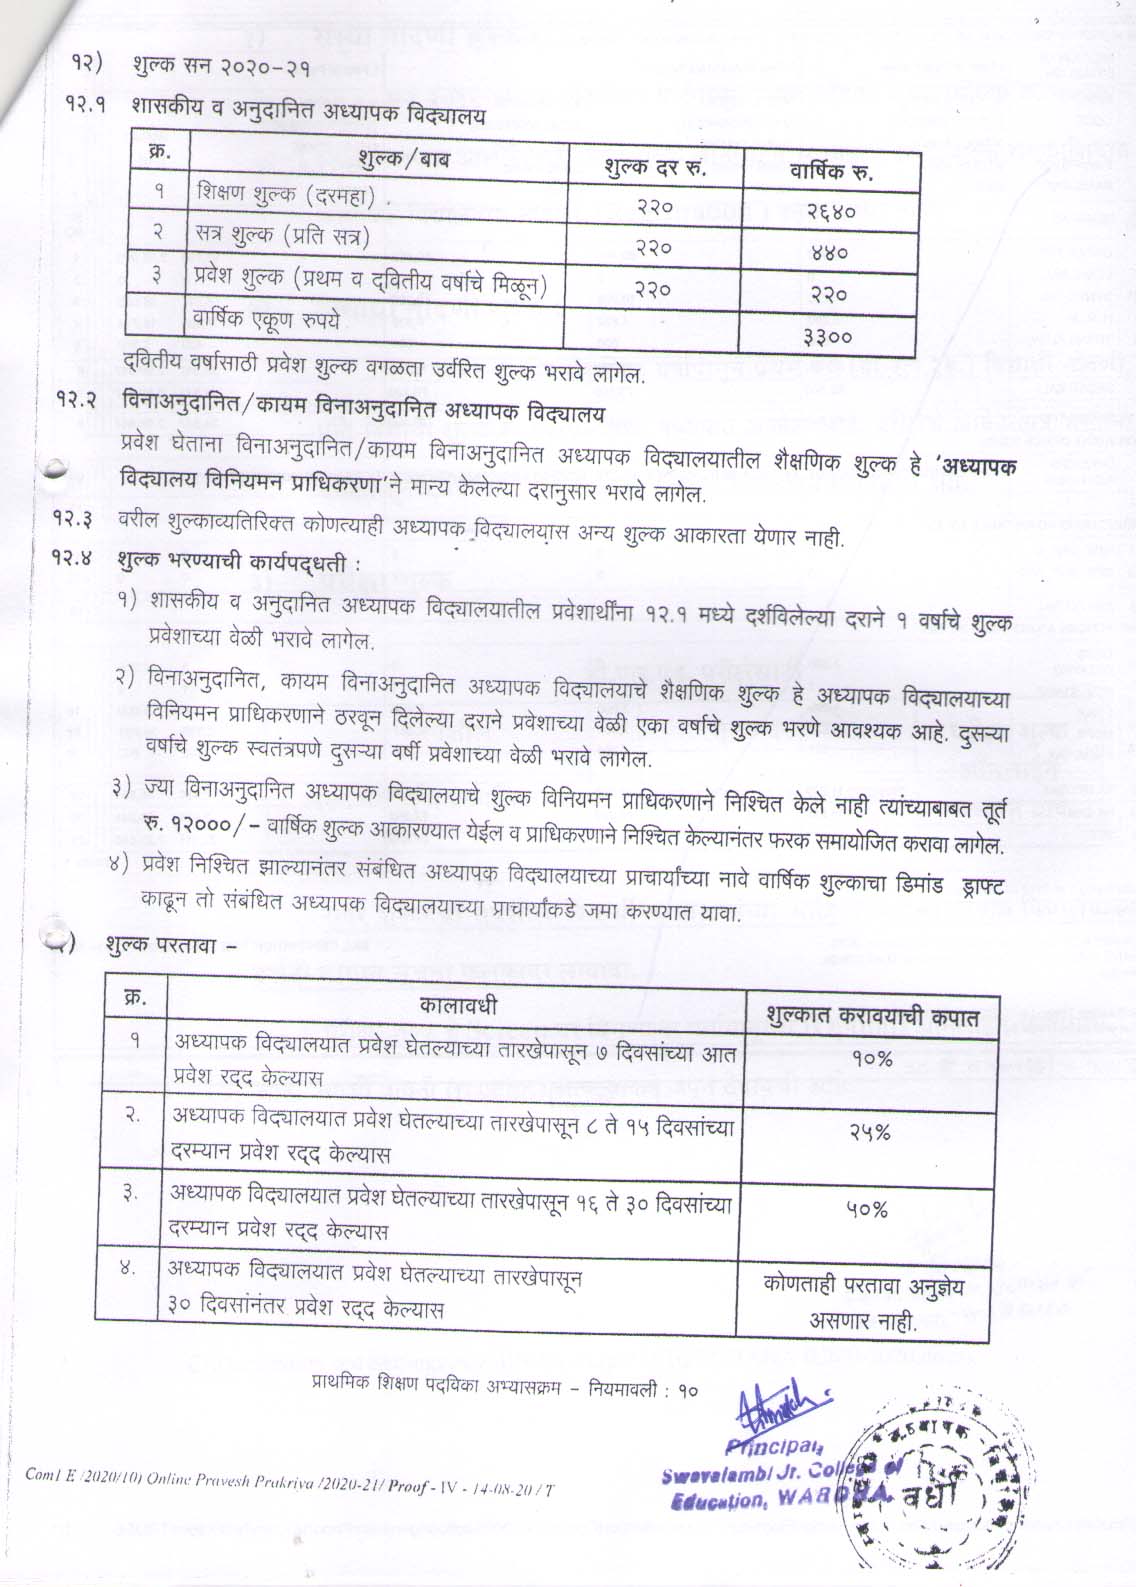 १२) शुल्क सन २०२०-२१
१२.१ शासकीय व अनुदानित अध्यापक विद्यालय
क्र. शुल्क/बाब शुल्क दर रु. वार्षिक रु.
१ शिक्षण शुल्क (दरमहा) . २२० २६४०
२ सत्र शुल्क (प्रति सत्र) २२० ४४०
३ प्रवेश शुल्क (प्रथम व द्वितीय वर्षाचे मिळून) २२० २२०
वार्षिक एकूण रुपये ३३००
द्वितीय वर्षासाठी प्रवेश शुल्क वगळता उर्वरित शुल्क भरावे लागेल.
१२.२ विनाअनुदानित/कायम विनाअनुदानित अध्यापक विद्यालय
प्रवेश घेताना विनाअनुदानित/कायम विनाअनुदानित अध्यापक विद्यालयातील शैक्षणिक शुल्क हे 'अध्यापक
विद्यालय विनियमन प्राधिकरणा'ने मान्य केलेल्या दरानुसार भरावे लागेल.
१२.३ वरील शुल्काव्यतिरिक्त कोणत्याही अध्यापक विद्यालयास अन्य शुल्क आकारता येणार नाही.
१२.४ शुल्क भरण्याची कार्यपद्धती :
१) शासकीय व अनुदानित अध्यापक विद्यालयातील प्रवेशार्थींना १२.१ मध्ये दर्शविलेल्या दराने १ वर्षाचे शुल्क
प्रवेशाच्या वेळी भरावे लागेल.
२) विनाअनुदानित, कायम विनाअनुदानित अध्यापक विद्यालयाचे शैक्षणिक शुल्क हे अध्यापक विद्यालयाच्या
विनियमन प्राधिकरणाने ठरवून दिलेल्या दराने प्रवेशाच्या वेळी एका वर्षाचे शुल्क भरणे आवश्यक आहे. दुसऱ्या
वर्षाचे शुल्क स्वतंत्रपणे दुसऱ्या वर्षी प्रवेशाच्या वेळी भरावे लागेल.
३) ज्या विनाअनुदानित अध्यापक विद्यालयाचे शुल्क विनियमन प्राधिकरणाने निश्चित केले नाही त्यांच्याबाबत तूर्त
रु. १२०००/- वार्षिक शुल्क आकारण्यात येईल व प्राधिकरणाने निश्चित केल्यानंतर फरक समायोजित करावा लागेल.
४) प्रवेश निश्चित झाल्यानंतर संबंधित अध्यापक विद्यालयाच्या प्राचार्यांच्या नावे वार्षिक शुल्काचा डिमांड ड्राफ्ट
काढून तो संबंधित अध्यापक विद्यालयाच्या प्राचार्यांकडे जमा करण्यात यावा.
५) शुल्क परतावा -
क्र. कालावधी शुल्कात करावयाची कपात
१ अध्यापक विद्यालयात प्रवेश घेतल्याच्या तारखेपासून ७ दिवसांच्या आत १०%
प्रवेश रद्द केल्यास
२. अध्यापक विद्यालयात प्रवेश घेतल्याच्या तारखेपासून ८ ते १५ दिवसांच्या २५%
दरम्यान प्रवेश रद्द केल्यास
३. अध्यापक विद्यालयात प्रवेश घेतल्याच्या तारखेपासून १६ ते ३० दिवसांच्या ५०%
दरम्यान प्रवेश रद्द केल्यास
४. अध्यापक विद्यालयात प्रवेश घेतल्याच्या तारखेपासून कोणताही परतावा अनुज्ञेय
३० दिवसांनंतर प्रवेश रद्द केल्यास असणार नाही.
प्राथमिक शिक्षण पदविका अभ्यासक्रम - नियमावली : १०
Principal,
Swavalambi Jr. College of
Education, WARDHA.
वर्धा
Com1 E /2020/10) Online Pravesh Prakriya /2020-21/ Proof - IV - 14-08-20 / T